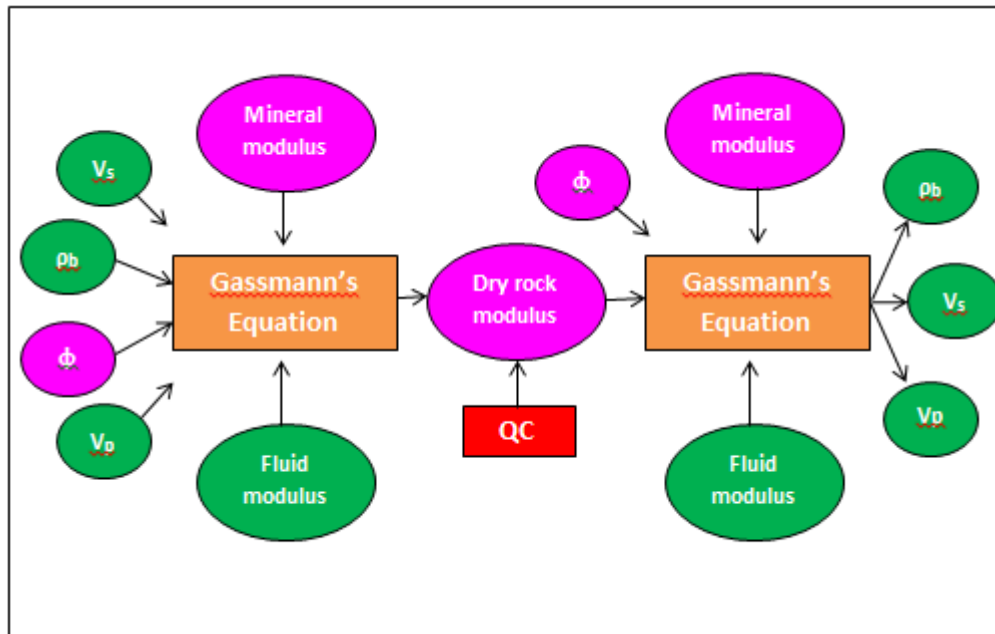 Mineral
modulus
Mineral
modulus
Vs
ϕ
ρb
ρb
Gassmann's
Equation
Dry rock
modulus
Gassmann's
Equation
Vs
ϕ
Vp
QC
Vp
Fluid
modulus
Fluid
modulus